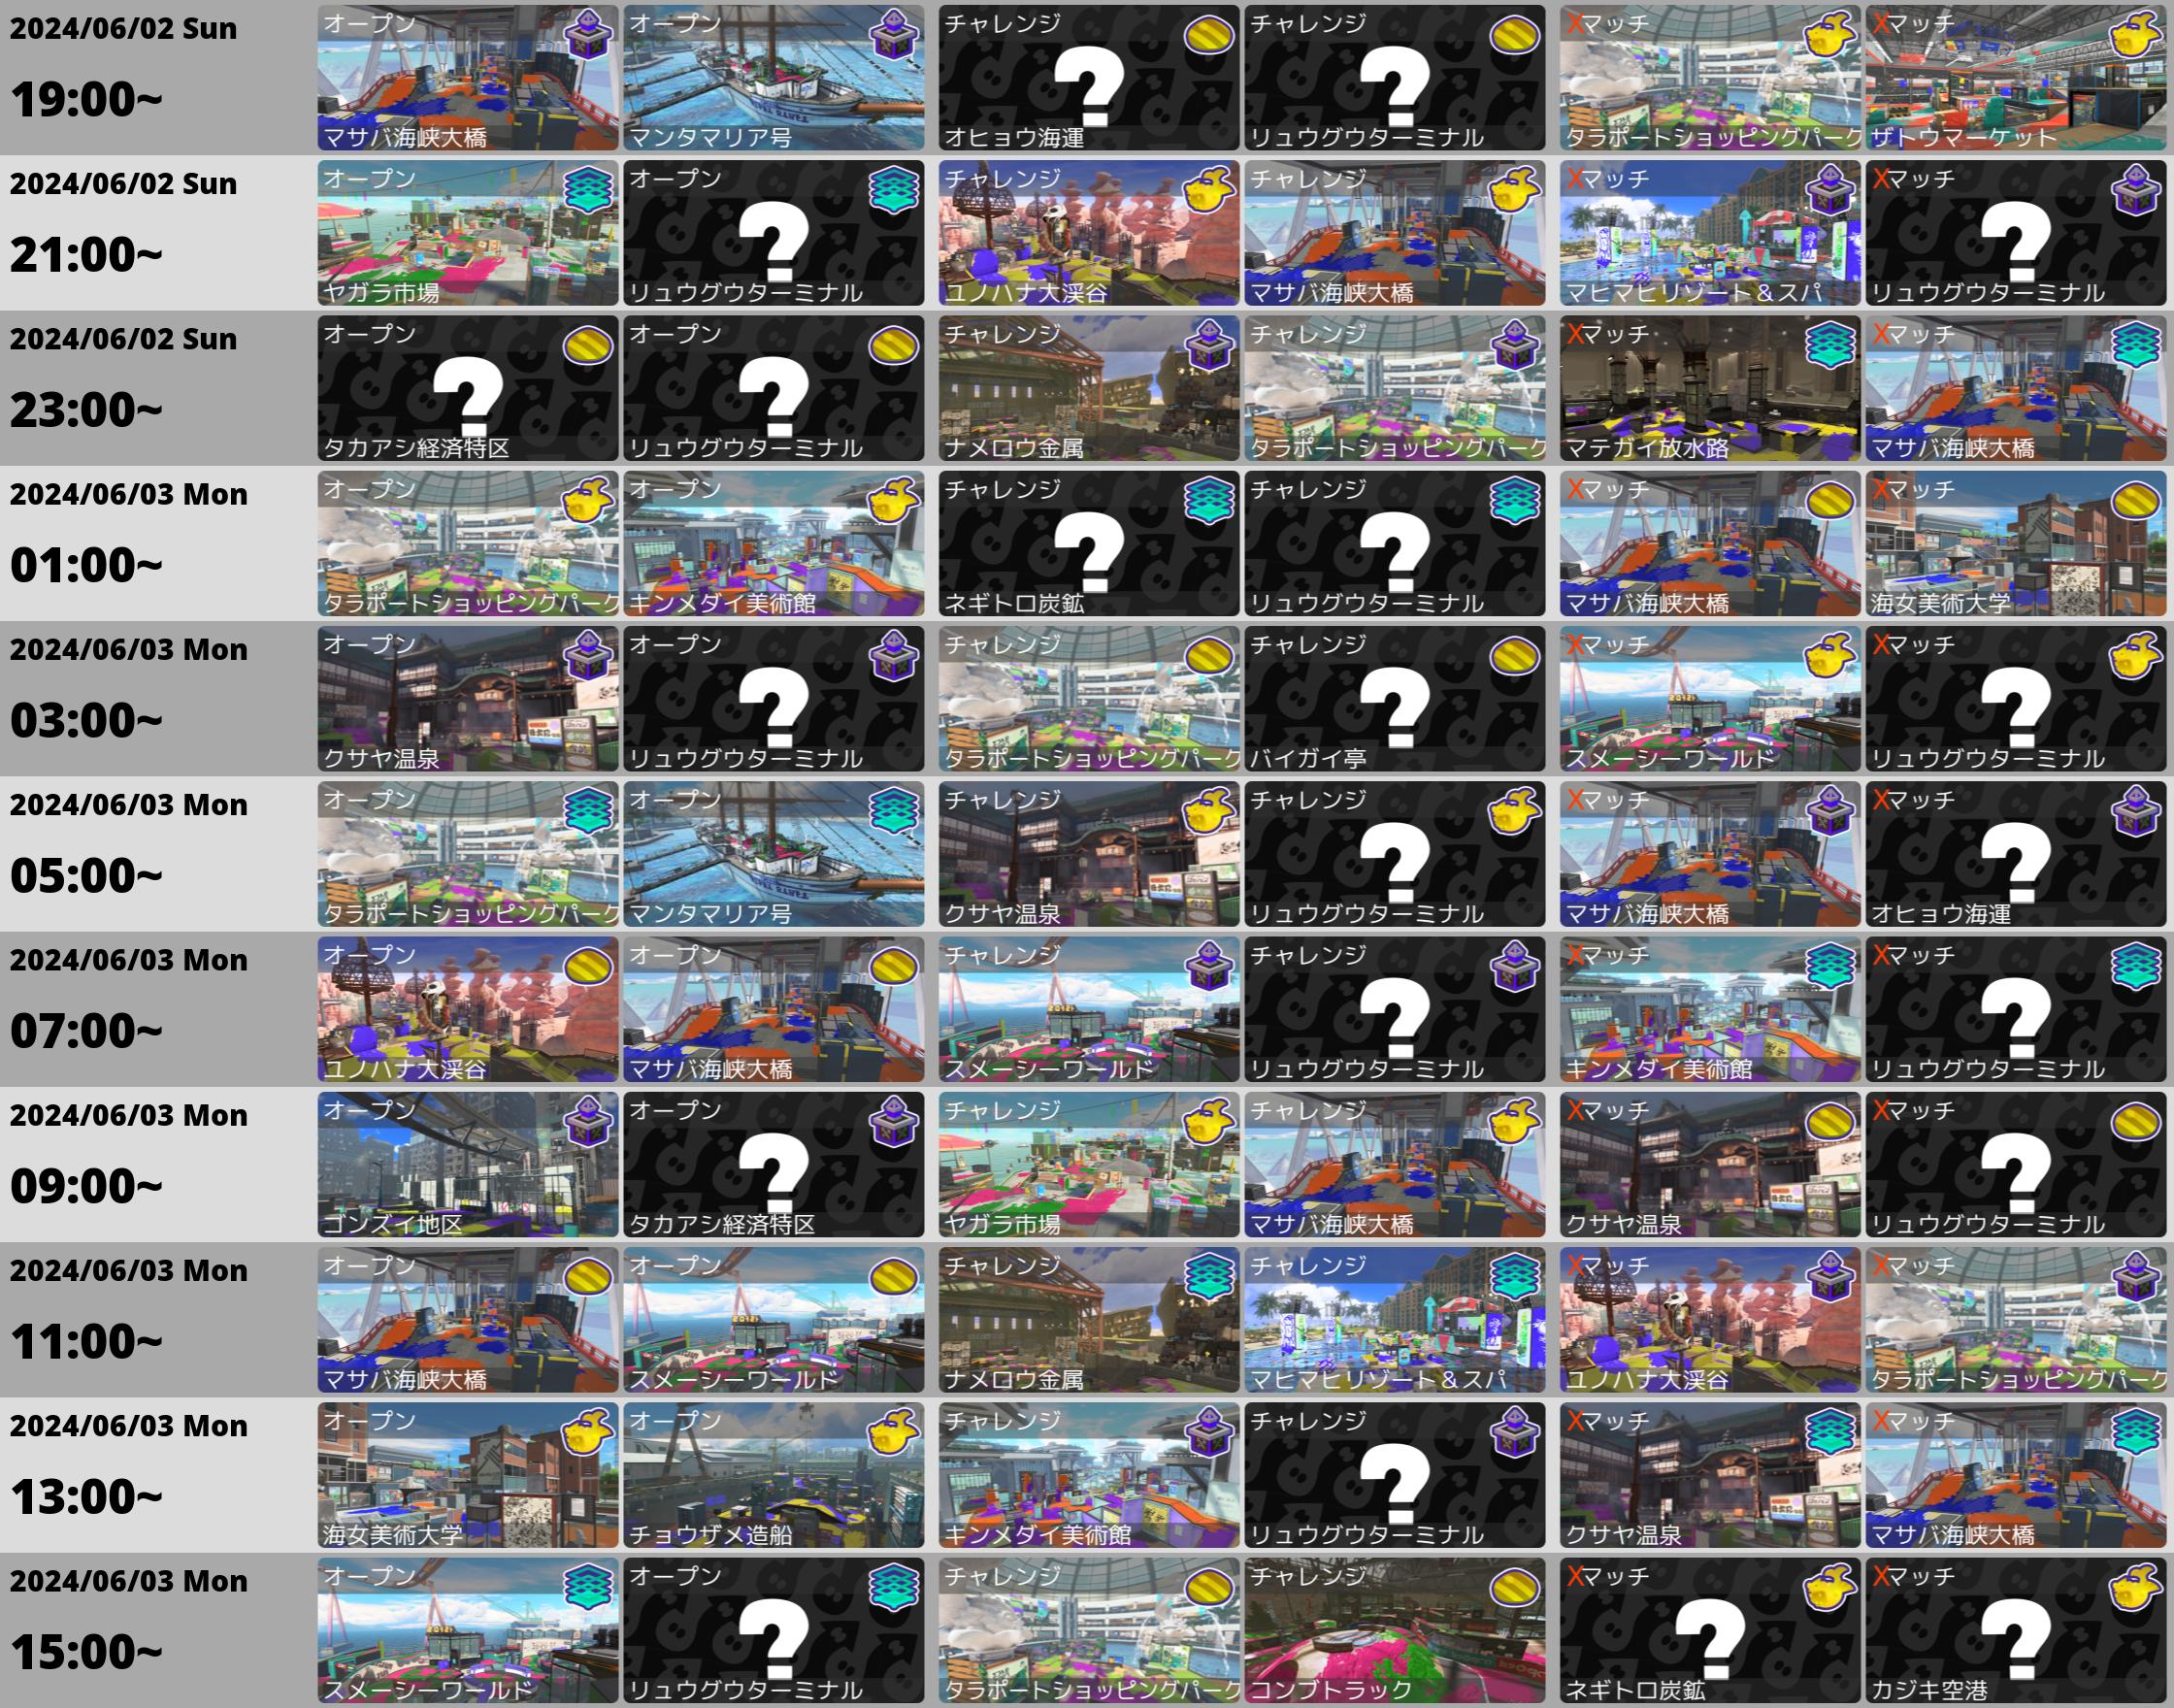 2024/06/02 Sun
19:00~
オープン
マサバ海峡大橋
オープン
マンタマリア号
チャレンジ
オヒョウ海運
チャレンジ
リュウグウターミナル
Xマッチ
タラポートショッピングパーク
Xマッチ
ザトウマーケット
2024/06/02 Sun
21:00~
オープン
ヤガラ市場
オープン
リュウグウターミナル
チャレンジ
ユノハナ大渓谷
チャレンジ
マサバ海峡大橋
Xマッチ
マヒマヒリゾート&スパ
Xマッチ
リュウグウターミナル
2024/06/02 Sun
23:00~
オープン
タカアシ経済特区
オープン
リュウグウターミナル
チャレンジ
ナメロウ金属
チャレンジ
タラポートショッピングパーク
Xマッチ
マテガイ放水路
Xマッチ
マサバ海峡大橋
2024/06/03 Mon
01:00~
オープン
タラポートショッピングパーク
オープン
キンメダイ美術館
チャレンジ
ネギトロ炭鉱
チャレンジ
リュウグウターミナル
Xマッチ
マサバ海峡大橋
Xマッチ
海女美術大学
2024/06/03 Mon
03:00~
オープン
クサヤ温泉
オープン
リュウグウターミナル
チャレンジ
タラポートショッピングパーク
チャレンジ
バイガイ亭
Xマッチ
スメーシーワールド
Xマッチ
リュウグウターミナル
2024/06/03 Mon
05:00~
オープン
タラポートショッピングパーク
オープン
マンタマリア号
チャレンジ
クサヤ温泉
チャレンジ
リュウグウターミナル
Xマッチ
マサバ海峡大橋
Xマッチ
オヒョウ海運
2024/06/03 Mon
07:00~
オープン
ユノハナ大渓谷
オープン
マサバ海峡大橋
チャレンジ
スメーシーワールド
チャレンジ
リュウグウターミナル
Xマッチ
キンメダイ美術館
Xマッチ
リュウグウターミナル
2024/06/03 Mon
09:00~
オープン
ゴンズイ地区
オープン
タカアシ経済特区
チャレンジ
ヤガラ市場
チャレンジ
マサバ海峡大橋
Xマッチ
クサヤ温泉
Xマッチ
リュウグウターミナル
2024/06/03 Mon
11:00~
オープン
マサバ海峡大橋
オープン
スメーシーワールド
チャレンジ
ナメロウ金属
チャレンジ
マヒマヒリゾート&スパ
Xマッチ
ユノハナ大渓谷
Xマッチ
タラポートショッピングパーク
2024/06/03 Mon
13:00~
オープン
海女美術大学
オープン
チョウザメ造船
チャレンジ
キンメダイ美術館
チャレンジ
リュウグウターミナル
Xマッチ
クサヤ温泉
Xマッチ
マサバ海峡大橋
2024/06/03 Mon
15:00~
オープン
スメーシーワールド
オープン
リュウグウターミナル
チャレンジ
タラポートショッピングパーク
チャレンジ
コンブトラック
Xマッチ
ネギトロ炭鉱
Xマッチ
カジキ空港